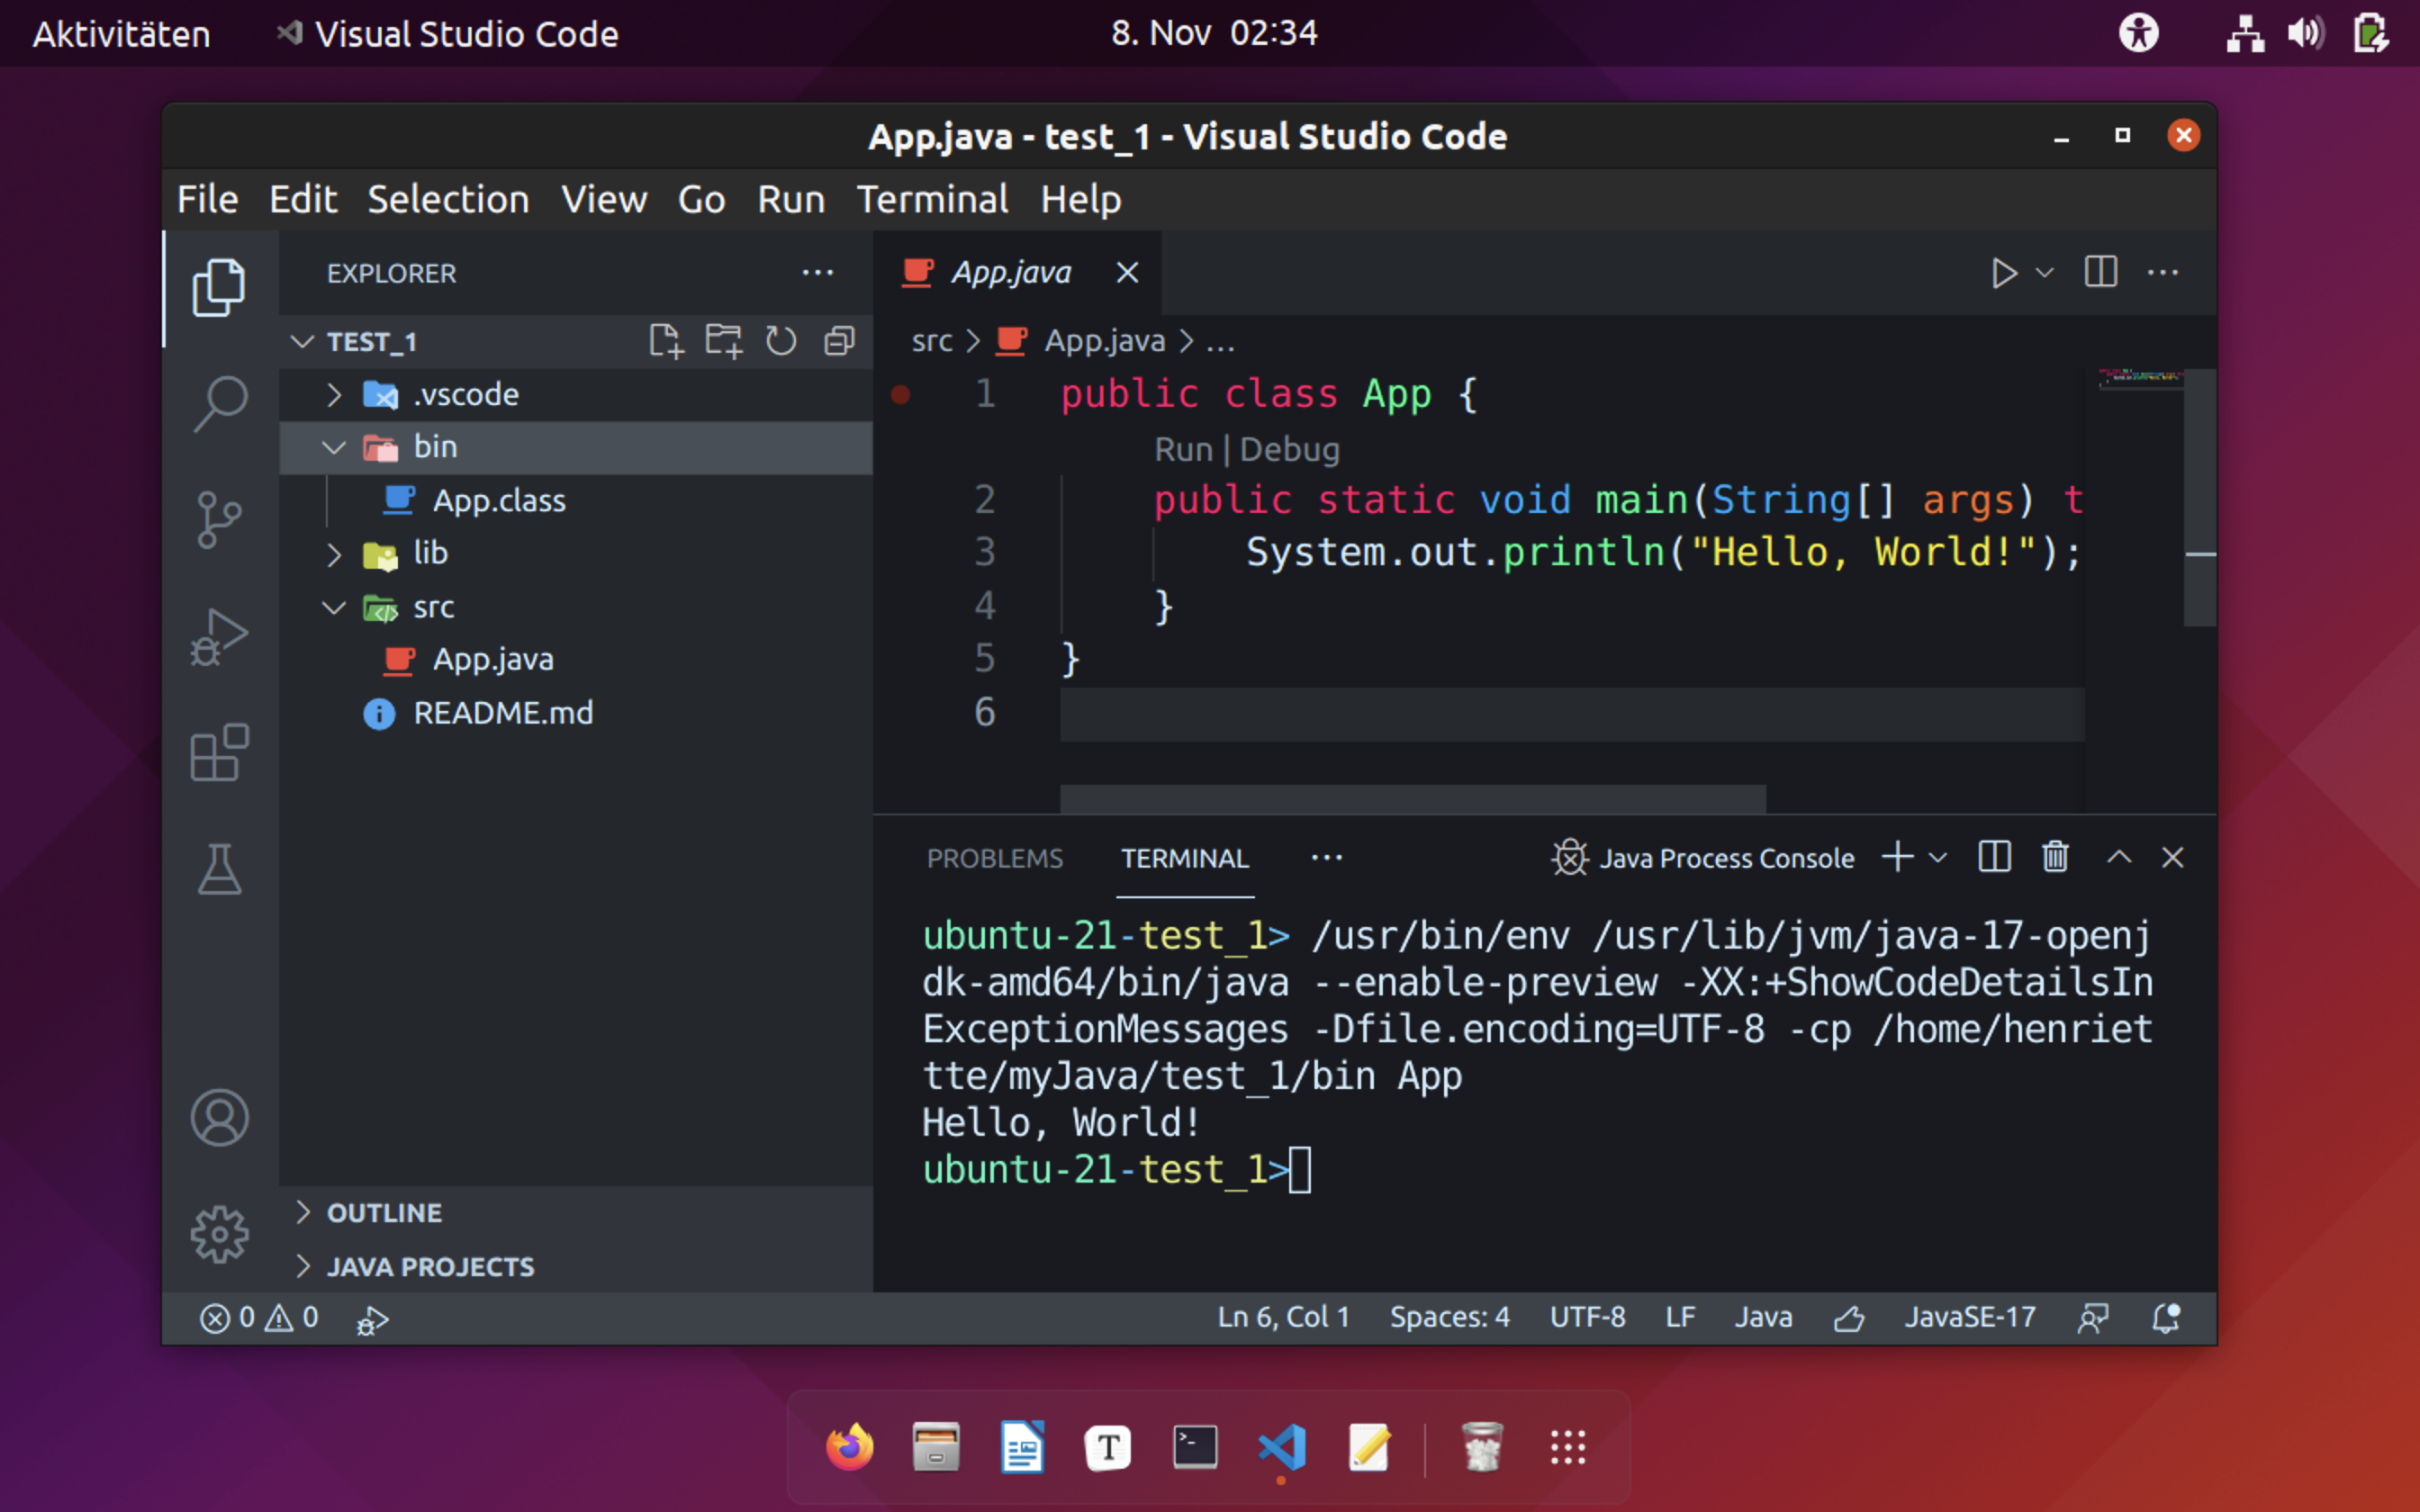 Aktivitäten Visual Studio Code 8. Nov 02:34
App.java - test_1 - Visual Studio Code
File Edit Selection View Go Run Terminal Help
EXPLORER
TEST_1
.vscode
bin
App.class
lib
src
App.java
README.md
OUTLINE
JAVA PROJECTS
App.java
src > App.java > ...
1 public class App {
Run | Debug
2 public static void main(String[] args) t
3 System.out.println("Hello, World!");
4 }
5 }
6
PROBLEMS TERMINAL ... Java Process Console
ubuntu-21-test_1> /usr/bin/env /usr/lib/jvm/java-17-openj
dk-amd64/bin/java --enable-preview -XX:+ShowCodeDetailsIn
ExceptionMessages -Dfile.encoding=UTF-8 -cp /home/henriet
tte/myJava/test_1/bin App
Hello, World!
ubuntu-21-test_1>
0 0 Ln 6, Col 1 Spaces: 4 UTF-8 LF Java JavaSE-17
T